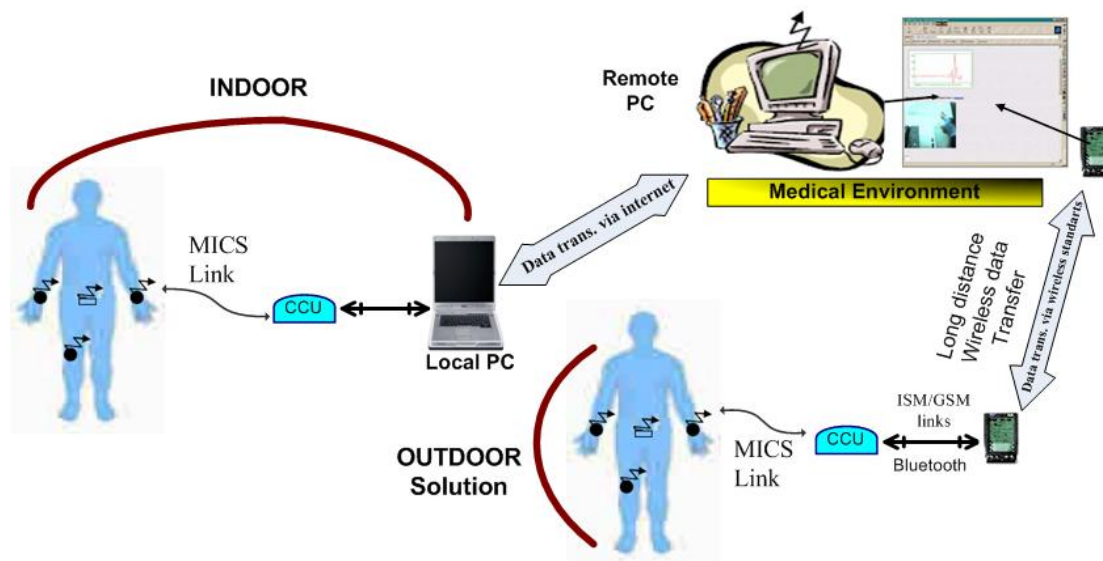 INDOOR
MICS
Link
CCU
Local PC
Data trans. via internet
Remote
PC
Medical Environment
OUTDOOR
Solution
MICS
Link
CCU
ISM/GSM
links
Bluetooth
Long distance
Wireless data
Transfer
Data trans. via wireless standarts